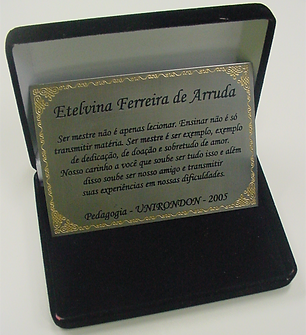 Etelvina Ferreira de Arruda
Ser mestre não é apenas lecionar. Ensinar não é só
transmitir matéria. Ser mestre é ser exemplo, exemplo
de dedicação, de doação e sobretudo de amor.
Nosso carinho a você que soube ser tudo isso e além
disso soube ser nosso amigo e transmitir
suas experiências em nossas dificuldades.
Pedagogia - UNIRONDON - 2005